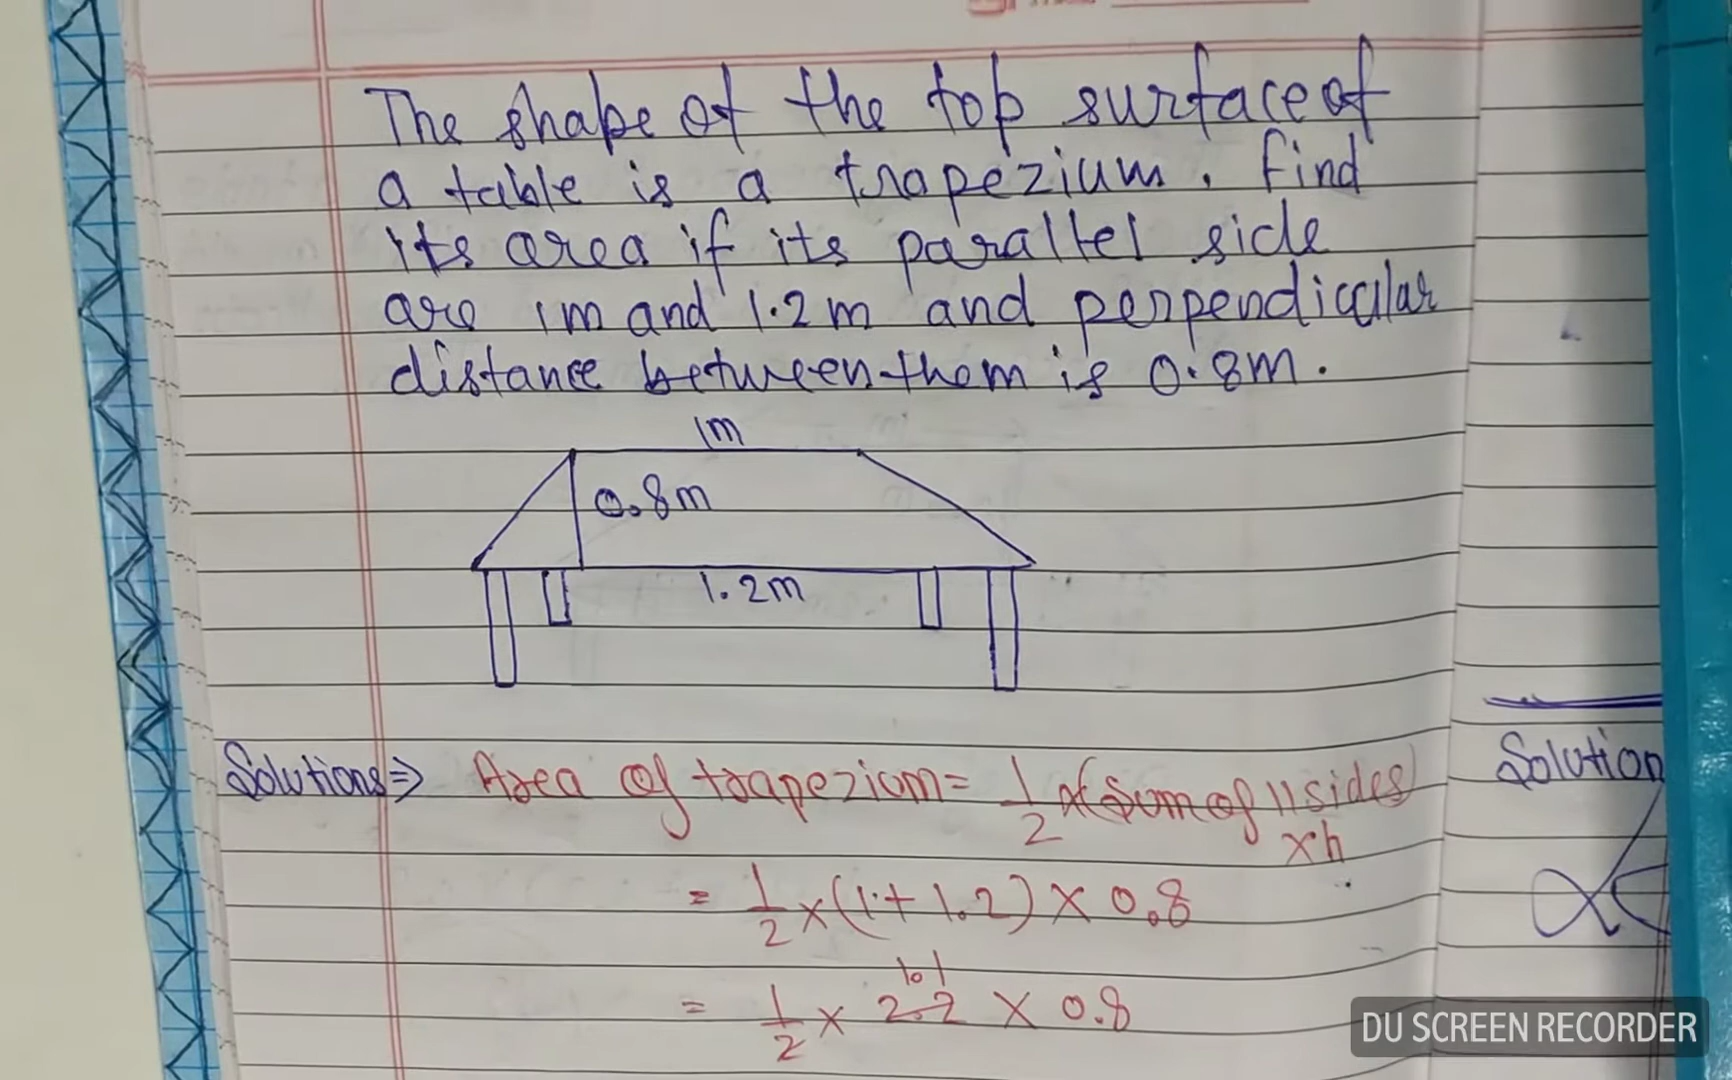 The shape of the top surface of
a table is a trapezium. Find
its area if its parallel side
are 1m and 1.2m and perpendicular
distance between them is 0.8m.
1m
0.8m
1.2m
Solutions⇒ Area of trapezium = 1/2 x (Sum of 11 sides)
x h
= 1/2 x (1 + 1.2) x 0.8
1.1
= 1/2 x 2.2 x 0.8
Solution
DU SCREEN RECORDER